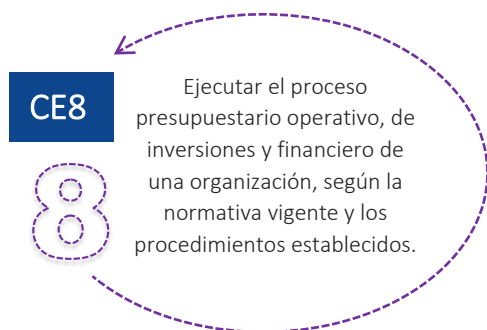 CE8
8
Ejecutar el proceso
presupuestario operativo, de
inversiones y financiero de
una organización, según la
normativa vigente y los
procedimientos establecidos.